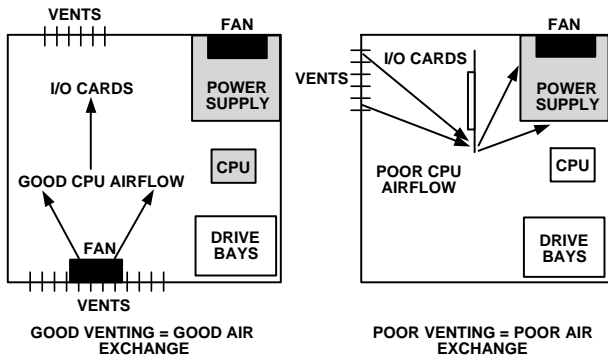 VENTS
FAN
I/O CARDS
POWER
SUPPLY
CPU
GOOD CPU AIRFLOW
FAN
DRIVE
BAYS
VENTS
GOOD VENTING = GOOD AIR
EXCHANGE
FAN
I/O CARDS
VENTS
POWER
SUPPLY
CPU
POOR CPU
AIRFLOW
DRIVE
BAYS
POOR VENTING = POOR AIR
EXCHANGE